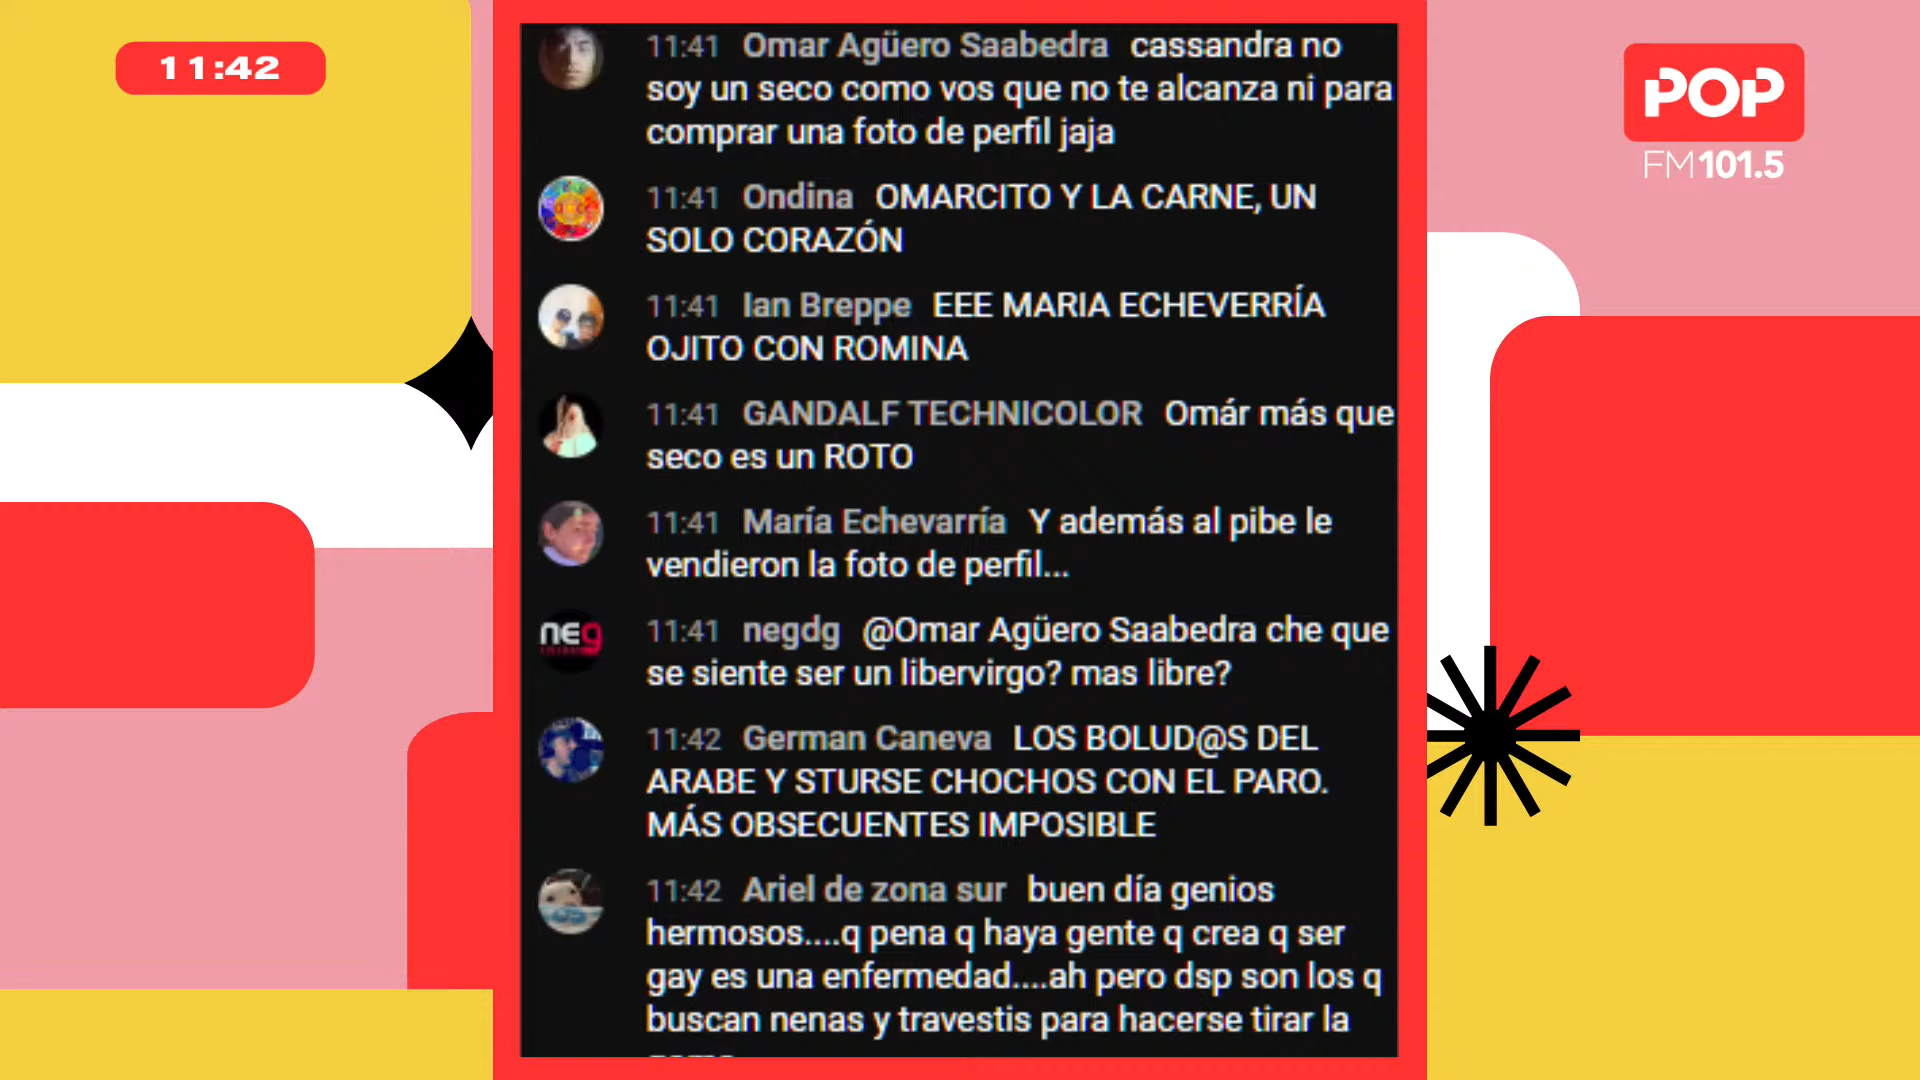 11:42
POP
FM101.5
11:41 Omar Agüero Saabedra cassandra no
soy un seco como vos que no te alcanza ni para
comprar una foto de perfil jaja
11:41 Ondina OMARCITO Y LA CARNE, UN
SOLO CORAZÓN
11:41 Ian Breppe EEE MARIA ECHEVERRÍA
OJITO CON ROMINA
11:41 GANDALF TECHNICOLOR Omár más que
seco es un ROTO
11:41 María Echevarría Y además al pibe le
vendieron la foto de perfil...
neg
11:41 negdg @Omar Agüero Saabedra che que
se siente ser un libervirgo? mas libre?
11:42 German Caneva LOS BOLUD@S DEL
ARABE Y STURSE CHOCHOS CON EL PARO.
MÁS OBSECUENTES IMPOSIBLE
11:42 Ariel de zona sur buen día genios
hermosos....q pena q haya gente q crea q ser
gay es una enfermedad....ah pero dsp son los q
buscan nenas y travestis para hacerse tirar la